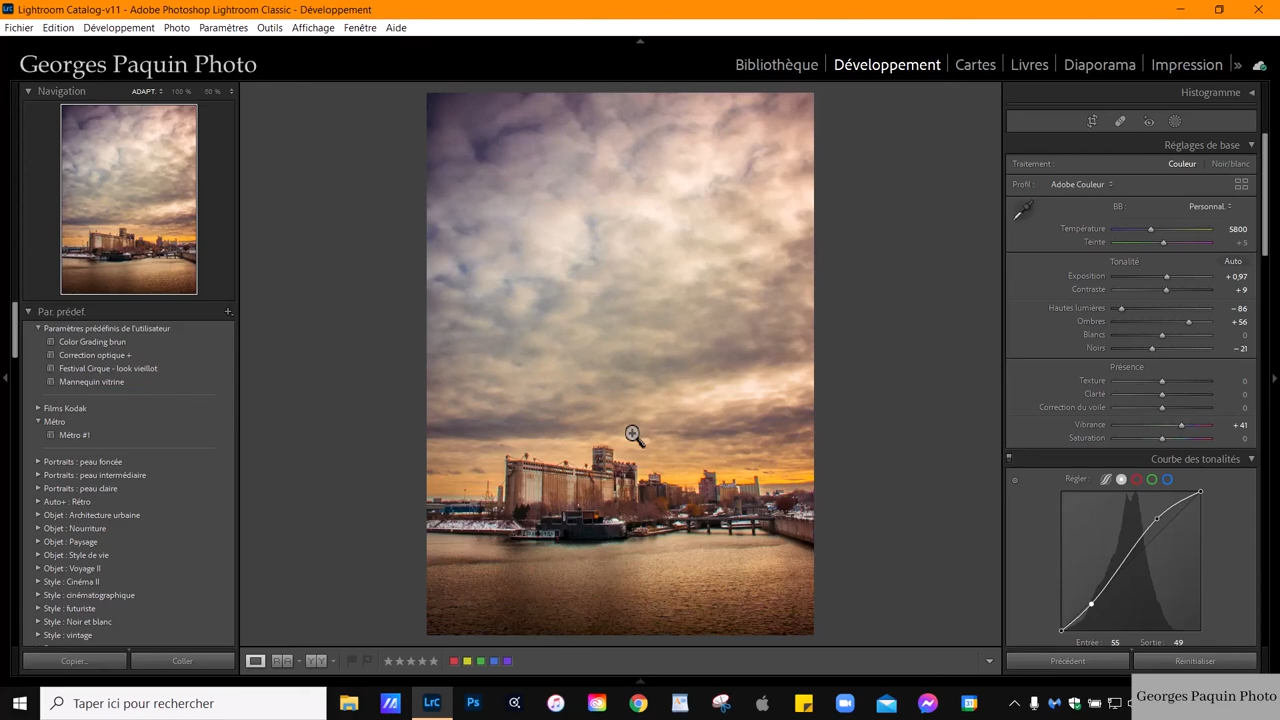 Lightroom Catalog-v11 - Adobe Photoshop Lightroom Classic - Développement
Fichier Edition Développement Photo Paramètres Outils Affichage Fenêtre Aide
Georges Paquin Photo
Bibliothèque Développement Cartes Livres Diaporama Impression »
Navigation ADAPT. 100 % 50 %
Par. prédéf.
Paramètres prédéfinis de l'utilisateur
Color Grading brun
Correction optique +
Festival Cirque - look vieillot
Mannequin vitrine
Films Kodak
Métro
Métro #1
Portraits : peau foncée
Portraits : peau intermédiaire
Portraits : peau claire
Auto+ : Rétro
Objet : Architecture urbaine
Objet : Nourriture
Objet : Paysage
Objet : Style de vie
Objet : Voyage II
Style : Cinéma II
Style : cinématographique
Style : futuriste
Style : Noir et blanc
Style : vintage
Copier... Coller
Histogramme
Réglages de base
Traitement : Couleur Noir/blanc
Profil : Adobe Couleur
BB : Personnal.
Température 5800
Teinte + 5
Tonalité Auto
Exposition + 0,97
Contraste + 9
Hautes lumières − 86
Ombres + 56
Blancs 0
Noirs − 21
Présence
Texture 0
Clarté 0
Correction du voile 0
Vibrance + 41
Saturation 0
Courbe des tonalités
Régler :
Entrée : 55 Sortie : 49
Précédent Réinitialiser
LrC Ps
Taper ici pour rechercher
Georges Paquin Photo